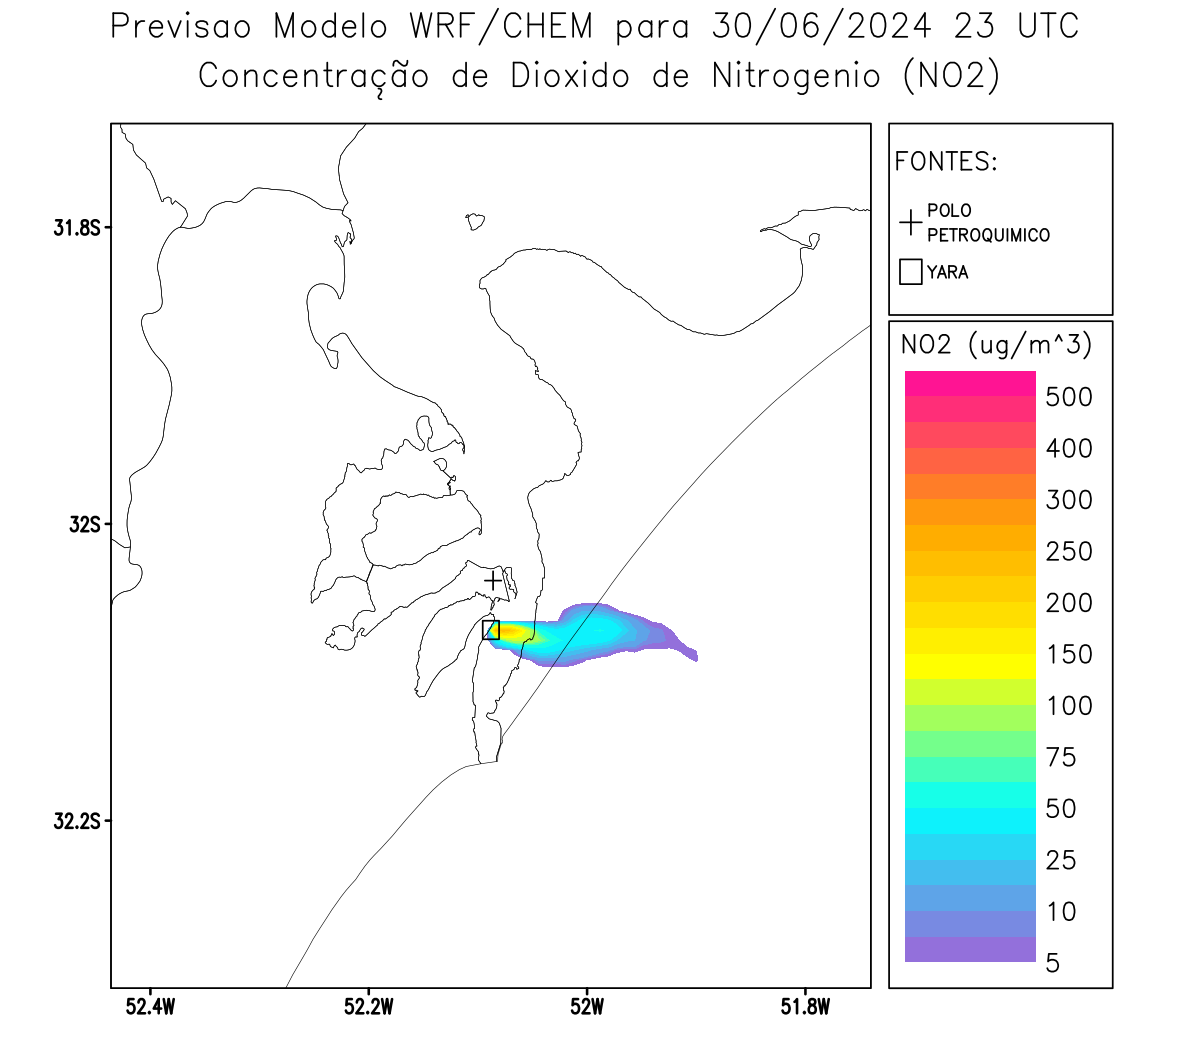 Previsao Modelo WRF/CHEM para 30/06/2024 23 UTC
Concentração de Dioxido de Nitrogenio (NO2)
FONTES:
POLO
PETROQUIMICO
YARA
NO2 (ug/m^3)
500
400
300
250
200
150
100
75
50
25
10
5
31.8S
32S
32.2S
52.4W
52.2W
52W
51.8W